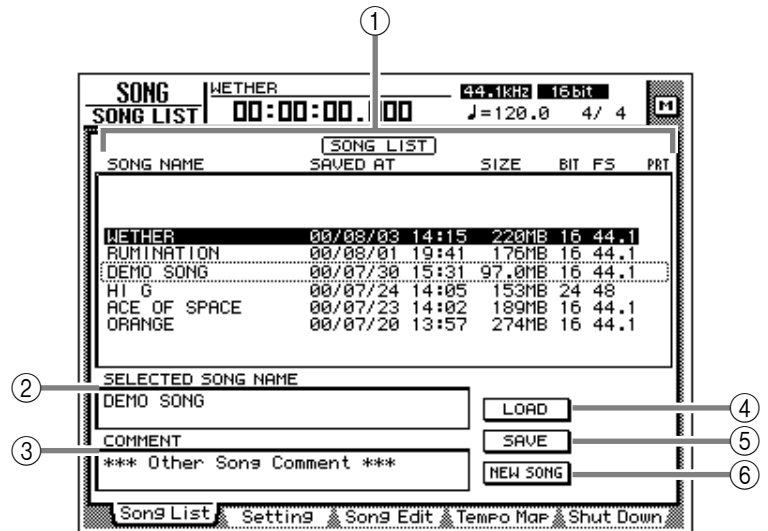 ①
SONG
SONG LIST
WETHER
00:00:00.000
44.1kHz 16bit
♩=120.0 4/ 4
M
SONG LIST
SONG NAME SAVED AT SIZE BIT FS PRT
WETHER 00/08/03 14:15 220MB 16 44.1
RUMINATION 00/08/01 19:41 176MB 16 44.1
DEMO SONG 00/07/30 15:31 97.0MB 16 44.1
HI G 00/07/24 14:05 153MB 24 48
ACE OF SPACE 00/07/23 14:02 189MB 16 44.1
ORANGE 00/07/20 13:57 274MB 16 44.1
SELECTED SONG NAME
② DEMO SONG
LOAD ④
③ COMMENT
SAVE ⑤
*** Other Song Comment ***
NEW SONG ⑥
Song List Setting Song Edit Tempo Map Shut Down